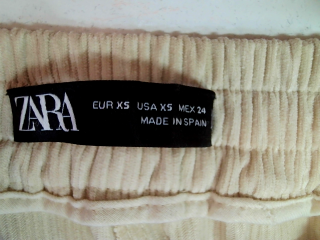 ZARA
EUR XS USA XS MEX 24
MADE IN SPAIN